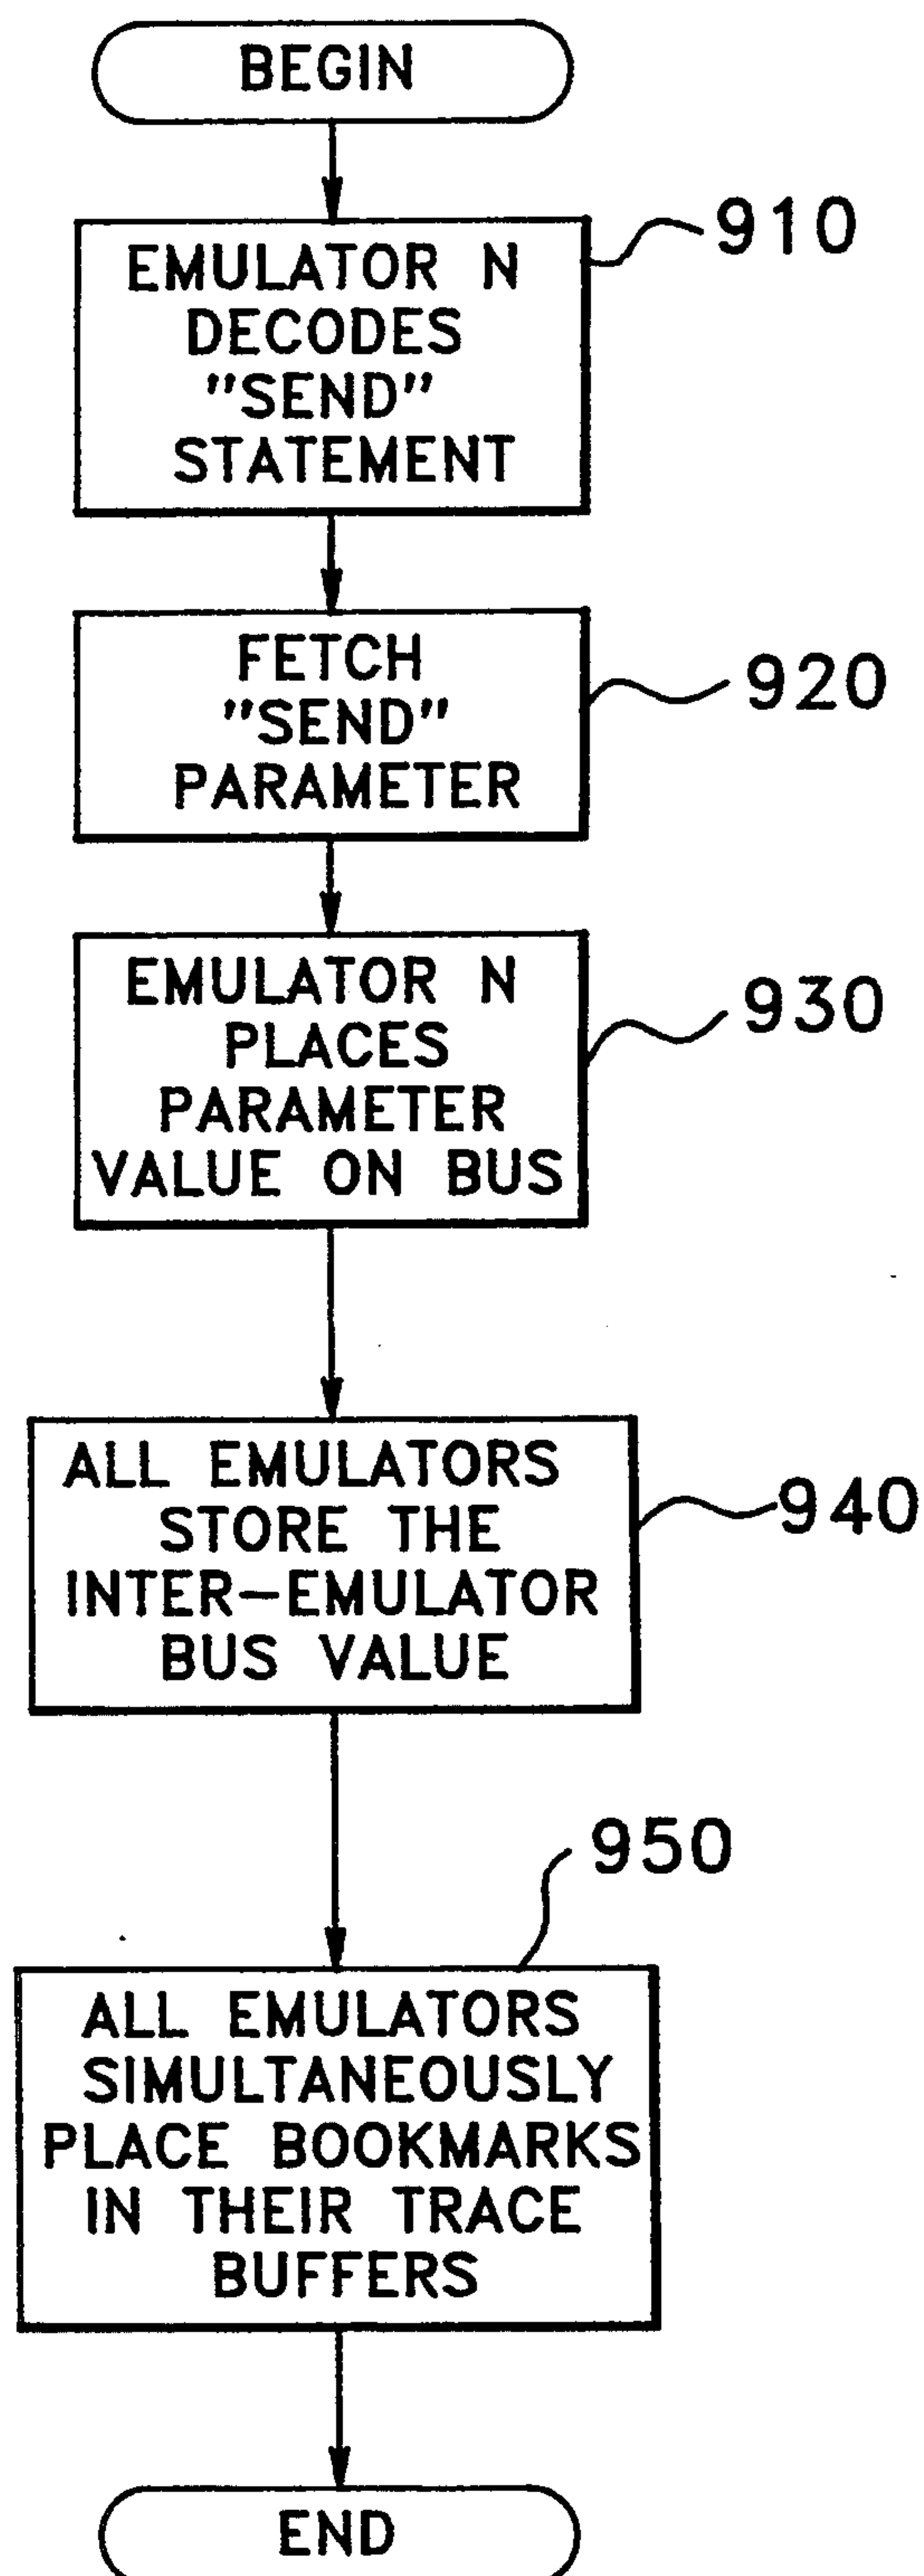 BEGIN
910
EMULATOR N
DECODES
"SEND"
STATEMENT
920
FETCH
"SEND"
PARAMETER
930
EMULATOR N
PLACES
PARAMETER
VALUE ON BUS
940
ALL EMULATORS
STORE THE
INTER-EMULATOR
BUS VALUE
950
ALL EMULATORS
SIMULTANEOUSLY
PLACE BOOKMARKS
IN THEIR TRACE
BUFFERS
END